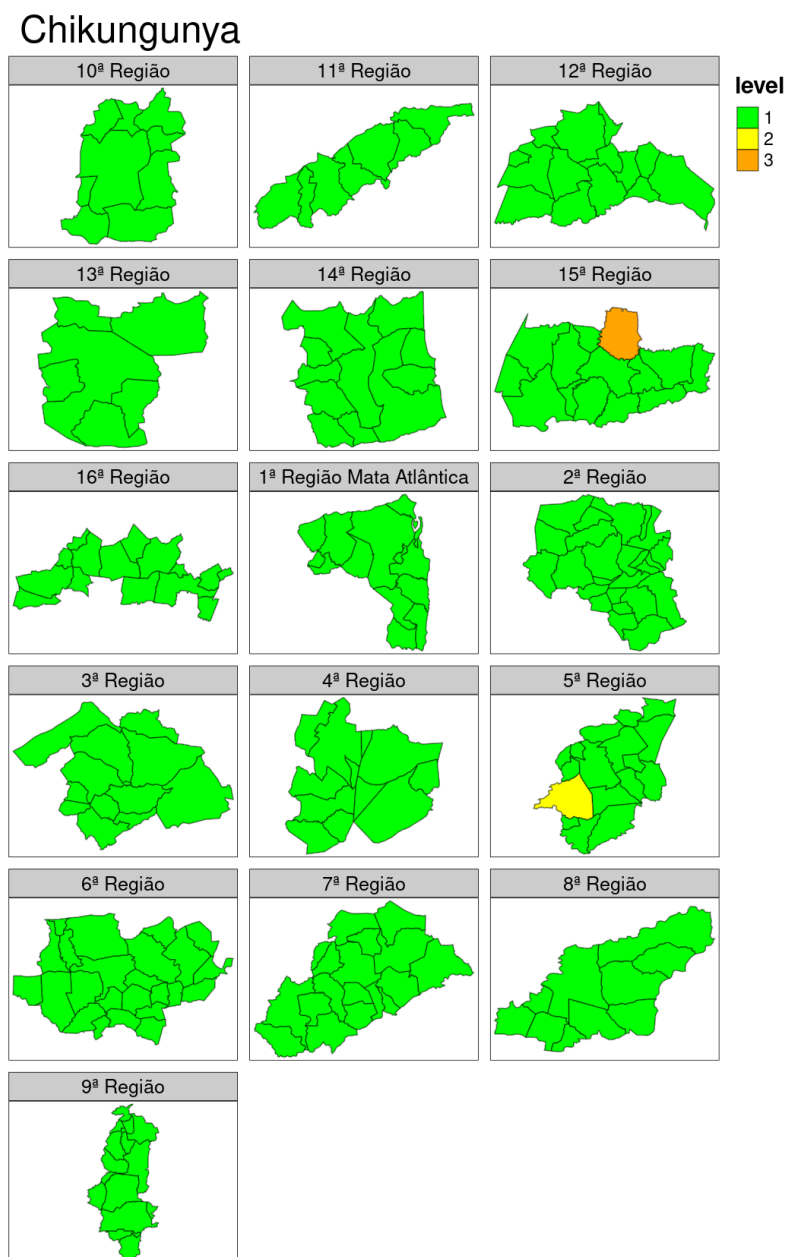 Chikungunya
10ª Região
11ª Região
12ª Região
level
1
2
3
13ª Região
14ª Região
15ª Região
16ª Região
1ª Região Mata Atlântica
2ª Região
3ª Região
4ª Região
5ª Região
6ª Região
7ª Região
8ª Região
9ª Região